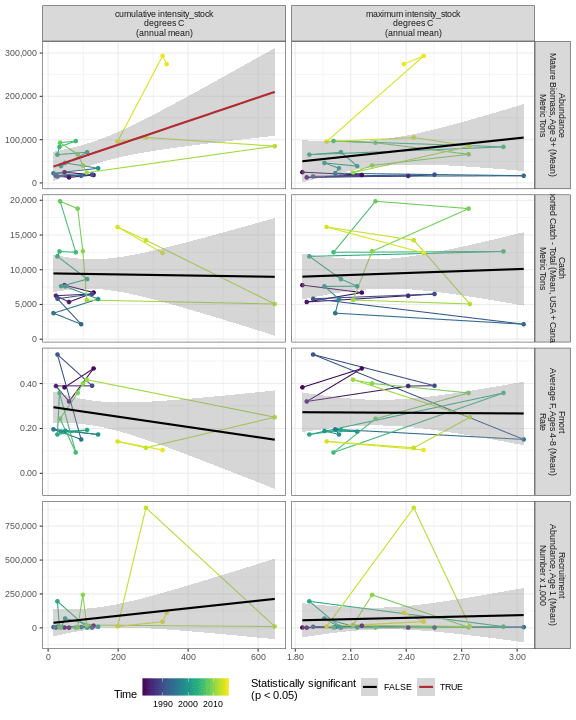 cumulative intensity_stock
degrees C
(annual mean)
maximum intensity_stock
degrees C
(annual mean)
300,000
200,000
100,000
0
Abundance
Mature Biomass, Age 3+ (Mean)
Metric Tons
20,000
15,000
10,000
5,000
0
Catch
orted Catch - Total (Mean, USA + Cana
Metric Tons
0.40
0.20
0.00
Fmort
Average F, Ages 4-8 (Mean)
Rate
750,000
500,000
250,000
0
Recruitment
Abundance, Age 1 (Mean)
Number x 1,000
0 200 400 600
1.80 2.10 2.40 2.70 3.00
Time
1990 2000 2010
Statistically significant
(p < 0.05)
FALSE
TRUE